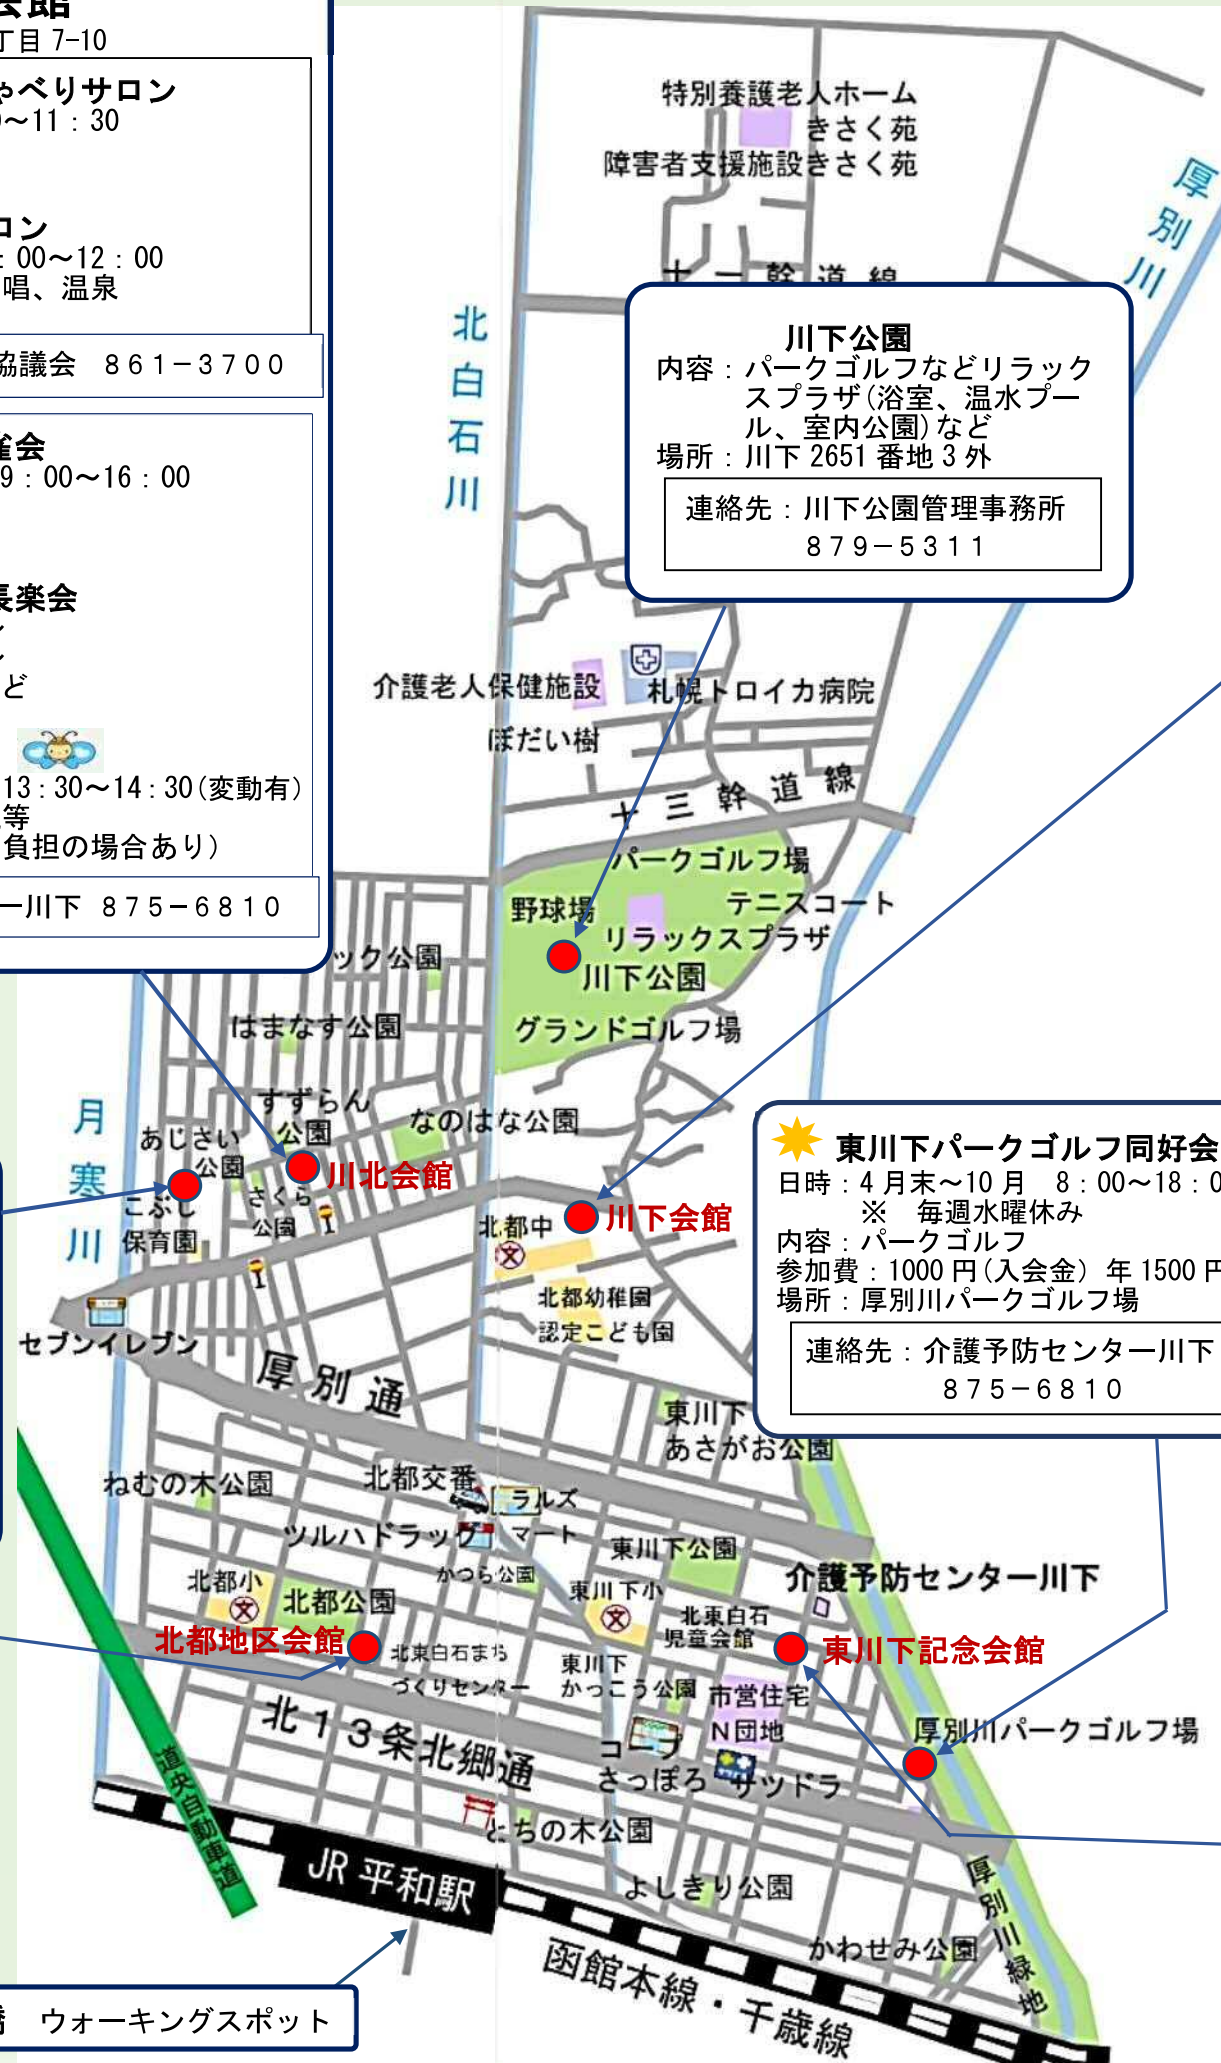 会館
丁目 7-10
ゃべりサロン
～11：30
ロン
：00～12：00
唱、温泉
協議会　８６１－３７００
雀会
9：00～16：00
長楽会
ン
ン
ど
13：30～14：30(変動有)
等
負担の場合あり）
ー川下 ８７５－６８１０
特別養護老人ホーム
きさく苑
障害者支援施設きさく苑
厚別川
十一幹道線
北白石川
川下公園
内容：パークゴルフなどリラック
スプラザ(浴室、温水プー
ル、室内公園)など
場所：川下 2651 番地 3 外
連絡先：川下公園管理事務所
８７９－５３１１
介護老人保健施設
ぼだい樹
札幌トロイカ病院
十三幹道線
パークゴルフ場
野球場
テニスコート
リラックスプラザ
川下公園
グランドゴルフ場
ック公園
はまなす公園
すずらん
公園
なのはな公園
月寒川
あじさい
公園
川北会館
こぶし
保育園
さくら
公園
北都中
川下会館
北都幼稚園
認定こども園
セブンイレブン
厚別通
東川下パークゴルフ同好会
日時：4 月末～10 月　8：00～18：0
※　毎週水曜休み
内容：パークゴルフ
参加費：1000 円(入会金）年 1500 円
場所：厚別川パークゴルフ場
連絡先：介護予防センター川下
８７５－６８１０
東川下
あさがお公園
ねむの木公園
北都交番
ラルズ
マート
ツルハドラッグ
かつら公園
東川下公園
介護予防センター川下
北都小
北都公園
東川下小
北東白石
児童会館
北都地区会館
北東白石まち
づくりセンター
東川下
かっこう公園
東川下記念会館
市営住宅
Ｎ団地
厚別川パークゴルフ場
北１３条北郷通
コープ
さっぽろ
サツドラ
道央自動車道
とちの木公園
JR 平和駅
よしきり公園
厚別川緑地
かわせみ公園
函館本線・千歳線
橋　ウォーキングスポット